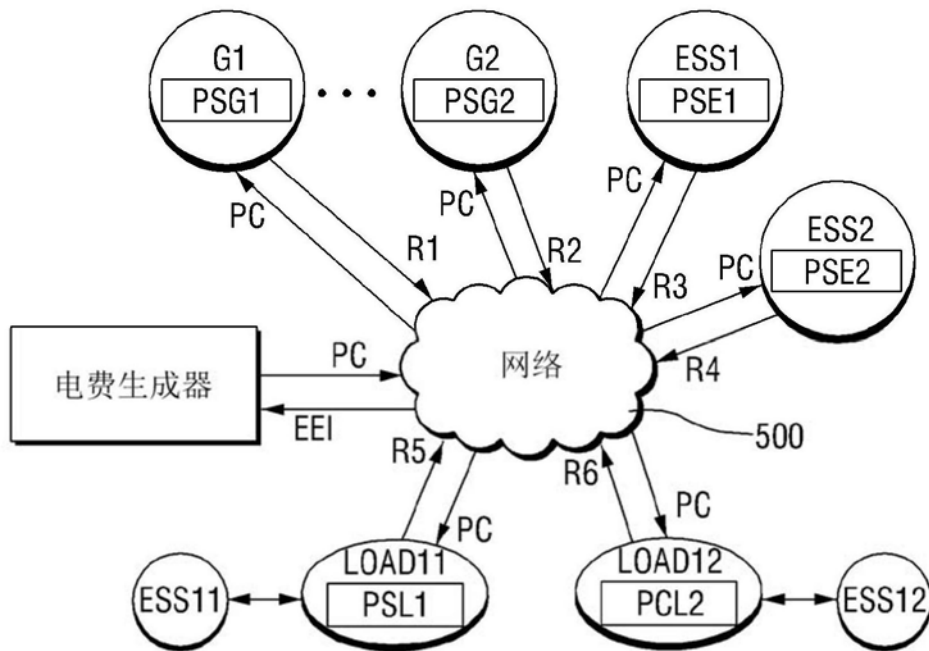 G1
PSG1
G2
PSG2
ESS1
PSE1
PC
R1
PC
R2
PC
R3
ESS2
PSE2
PC
R4
电费生成器
PC
EEI
网络
500
R5
PC
R6
PC
ESS11
LOAD11
PSL1
LOAD12
PCL2
ESS12